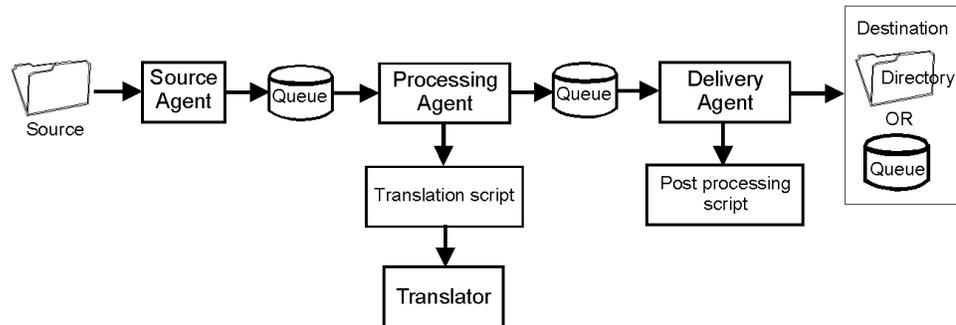 Source
Source
Agent
Queue
Processing
Agent
Translation script
Translator
Queue
Delivery
Agent
Post processing
script
Destination
Directory
OR
Queue